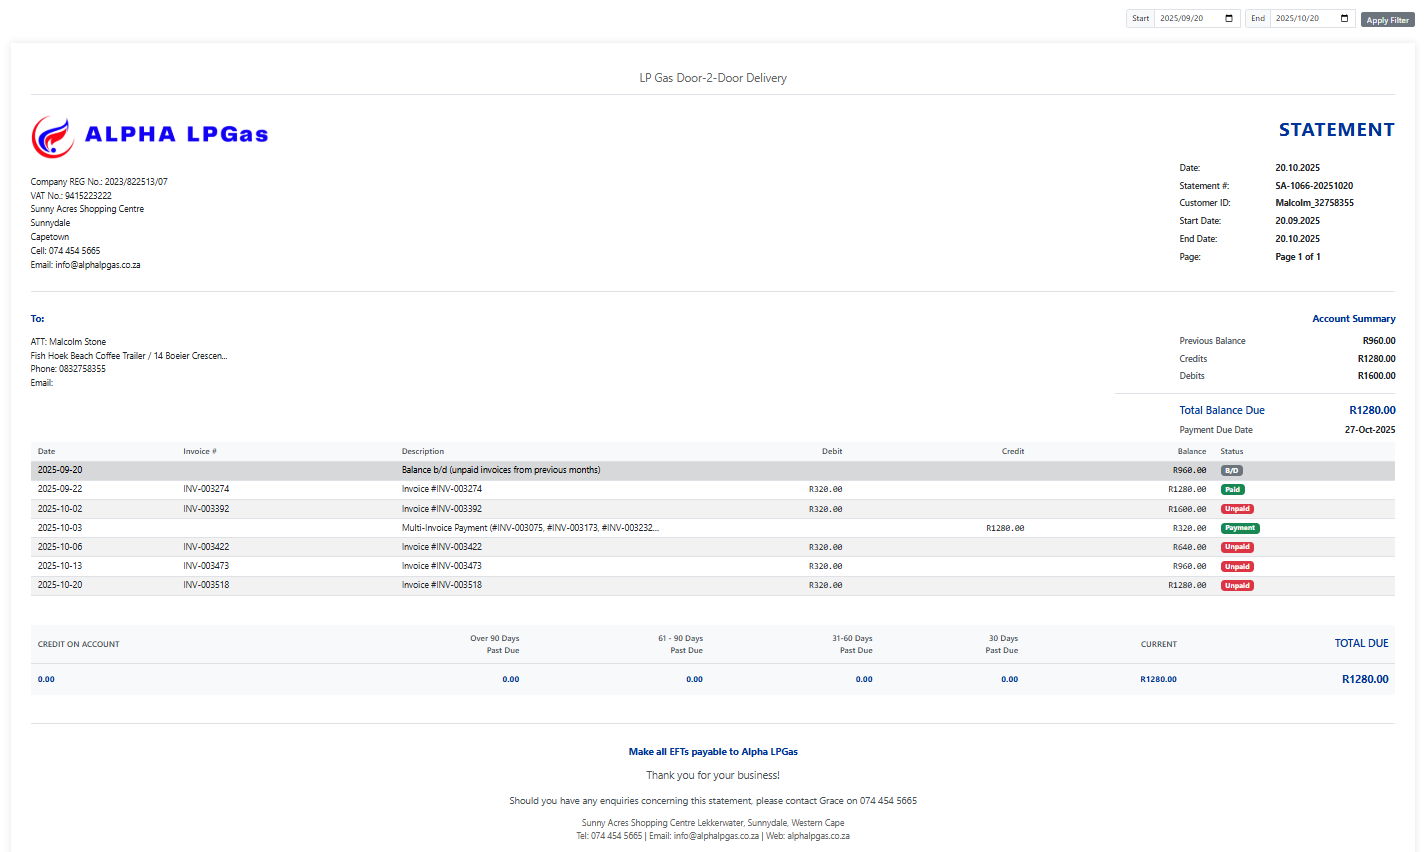 Start 2025/09/20 End 2025/10/20 Apply Filter
LP Gas Door-2-Door Delivery
ALPHA LPGas
STATEMENT
Company REG No.: 2023/822513/07
VAT No.: 9415223222
Sunny Acres Shopping Centre
Sunnydale
Capetown
Cell: 074 454 5665
Email: info@alphalpgas.co.za
Date: 20.10.2025
Statement #: SA-1066-20251020
Customer ID: Malcolm_32758355
Start Date: 20.09.2025
End Date: 20.10.2025
Page: Page 1 of 1
To:
ATT: Malcolm Stone
Fish Hoek Beach Coffee Trailer / 14 Boeier Crescen...
Phone: 0832758355
Email:
Account Summary
Previous Balance R960.00
Credits R1280.00
Debits R1600.00
Total Balance Due R1280.00
Payment Due Date 27-Oct-2025
Date Invoice # Description Debit Credit Balance Status
2025-09-20 Balance b/d (unpaid invoices from previous months) R960.00 B/D
2025-09-22 INV-003274 Invoice #INV-003274 R320.00 R1280.00 Paid
2025-10-02 INV-003392 Invoice #INV-003392 R320.00 R1600.00 Unpaid
2025-10-03 Multi-Invoice Payment (#INV-003075, #INV-003173, #INV-003232... R1280.00 R320.00 Payment
2025-10-06 INV-003422 Invoice #INV-003422 R320.00 R640.00 Unpaid
2025-10-13 INV-003473 Invoice #INV-003473 R320.00 R960.00 Unpaid
2025-10-20 INV-003518 Invoice #INV-003518 R320.00 R1280.00 Unpaid
CREDIT ON ACCOUNT Over 90 Days Past Due 61 - 90 Days Past Due 31-60 Days Past Due 30 Days Past Due CURRENT TOTAL DUE
0.00 0.00 0.00 0.00 0.00 R1280.00 R1280.00
Make all EFTs payable to Alpha LPGas
Thank you for your business!
Should you have any enquiries concerning this statement, please contact Grace on 074 454 5665
Sunny Acres Shopping Centre Lekkerwater, Sunnydale, Western Cape
Tel: 074 454 5665 | Email: info@alphalpgas.co.za | Web: alphalpgas.co.za